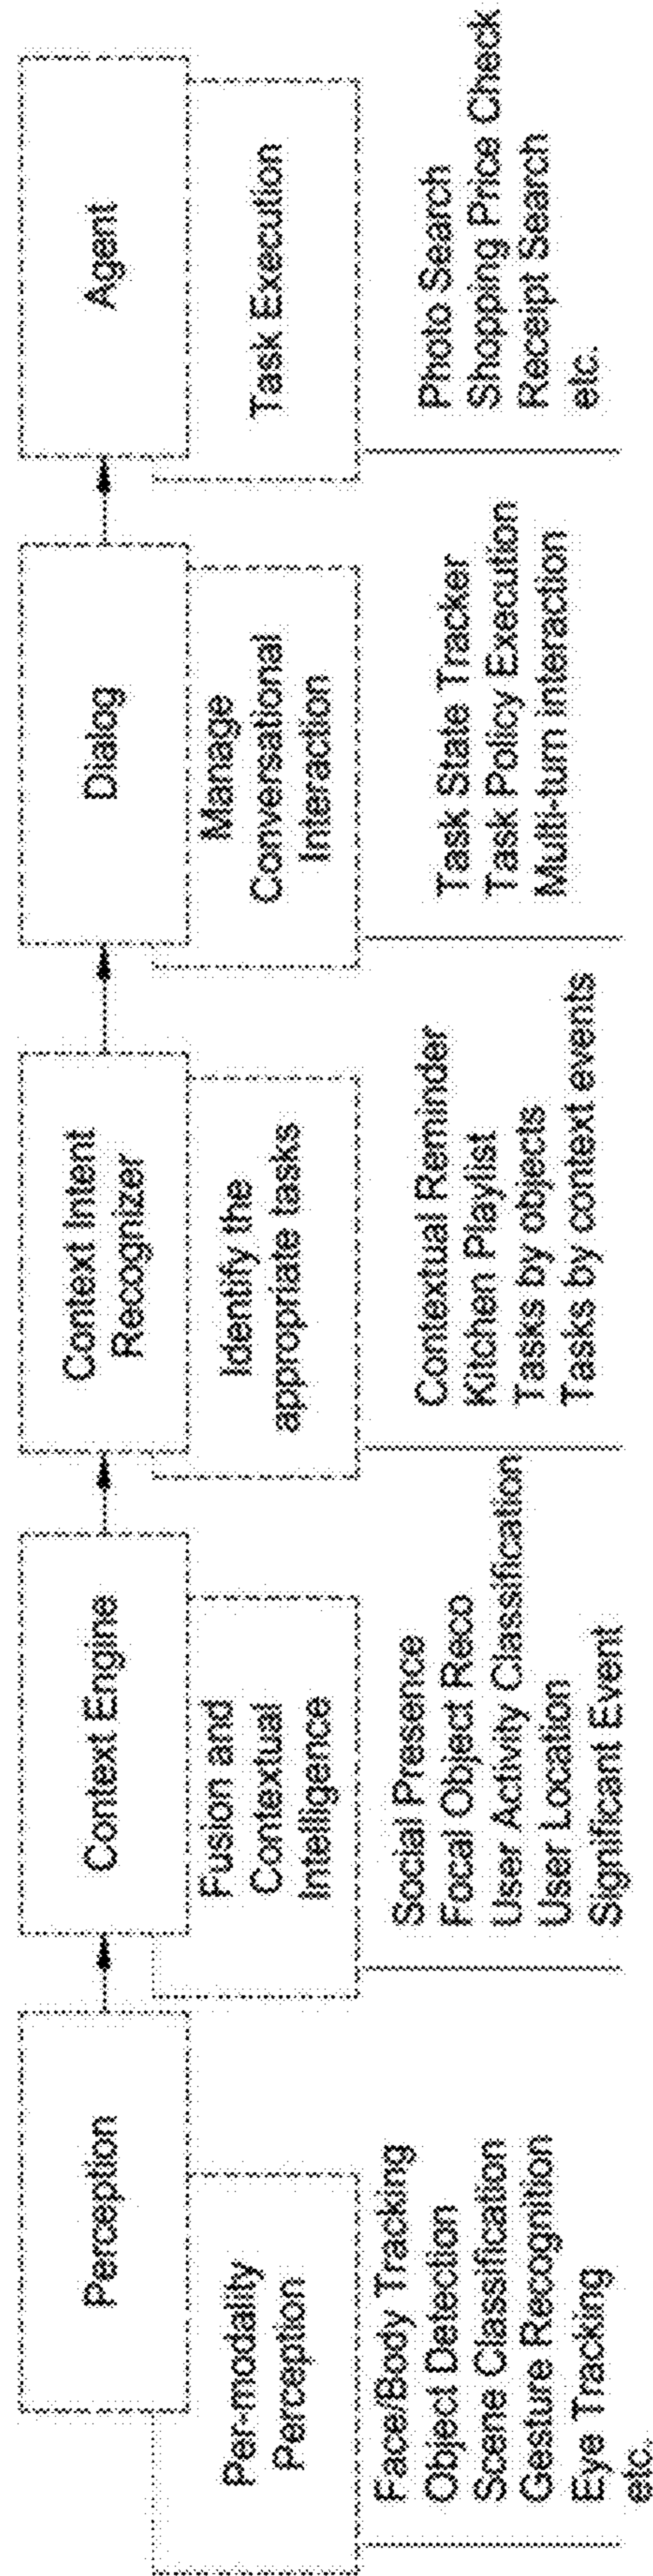 Perception
Per-modality
Perception
Face/Body Tracking
Object Detection
Scene Classification
Gesture Recognition
Eye Tracking
etc.
Context Engine
Fusion and
Contextual
Intelligence
Social Presence
Focal Object Reco
User Activity Classification
User Location
Significant Event
Context Intent
Recognizer
Identify the
appropriate tasks
Contextual Reminder
Kitchen Playlist
Tasks by objects
Tasks by context events
Dialog
Manage
Conversational
Interaction
Task State Tracker
Task Policy Execution
Multi-turn interaction
Agent
Task Execution
Photo Search
Shopping Price Check
Receipt Search
etc.